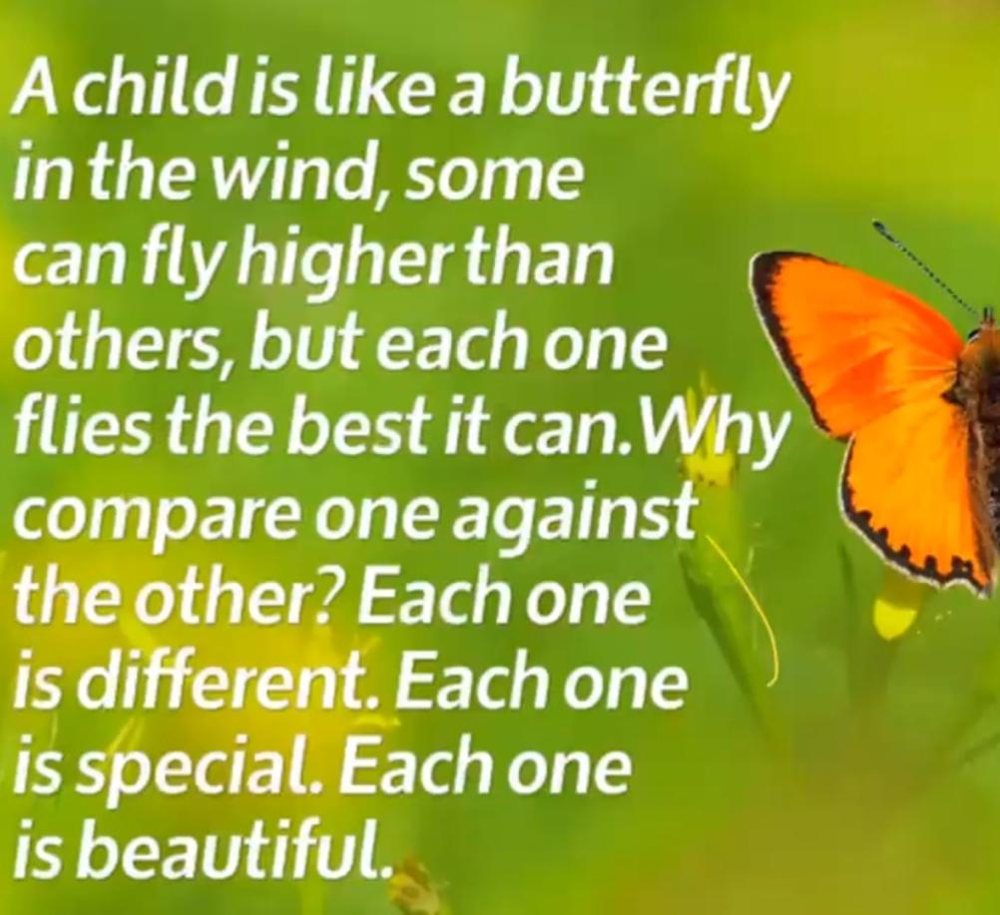 A child is like a butterfly
in the wind, some
can fly higher than
others, but each one
flies the best it can.Why
compare one against
the other? Each one
is different. Each one
is special. Each one
is beautiful.